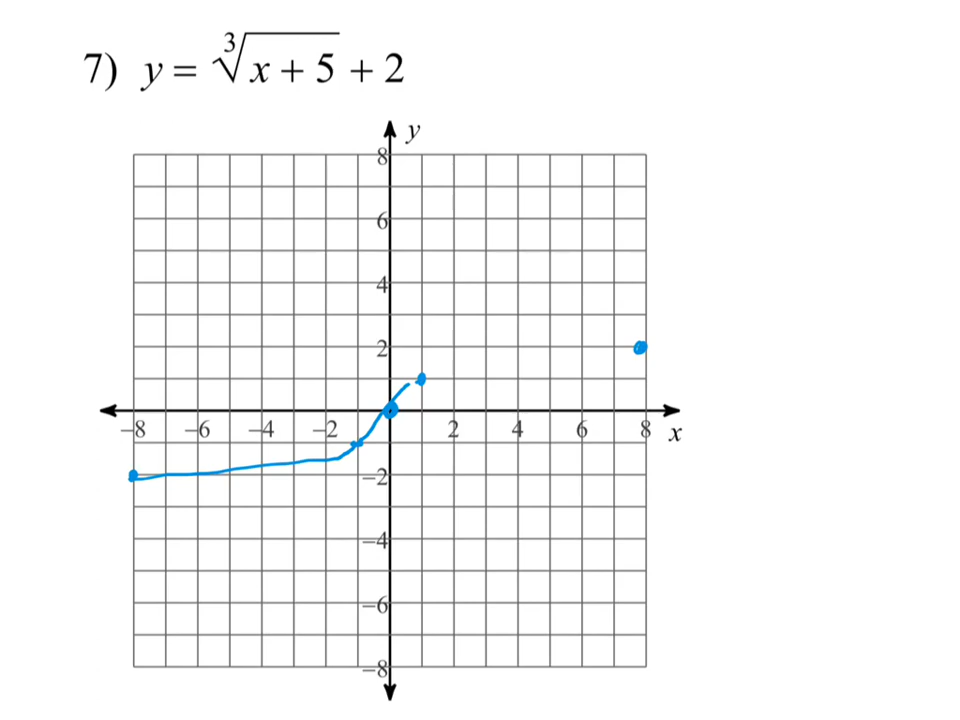 7) y = ∛(x + 5) + 2
y
8
6
4
2
−8 −6 −4 −2 2 4 6 8 x
−2
−4
−6
−8